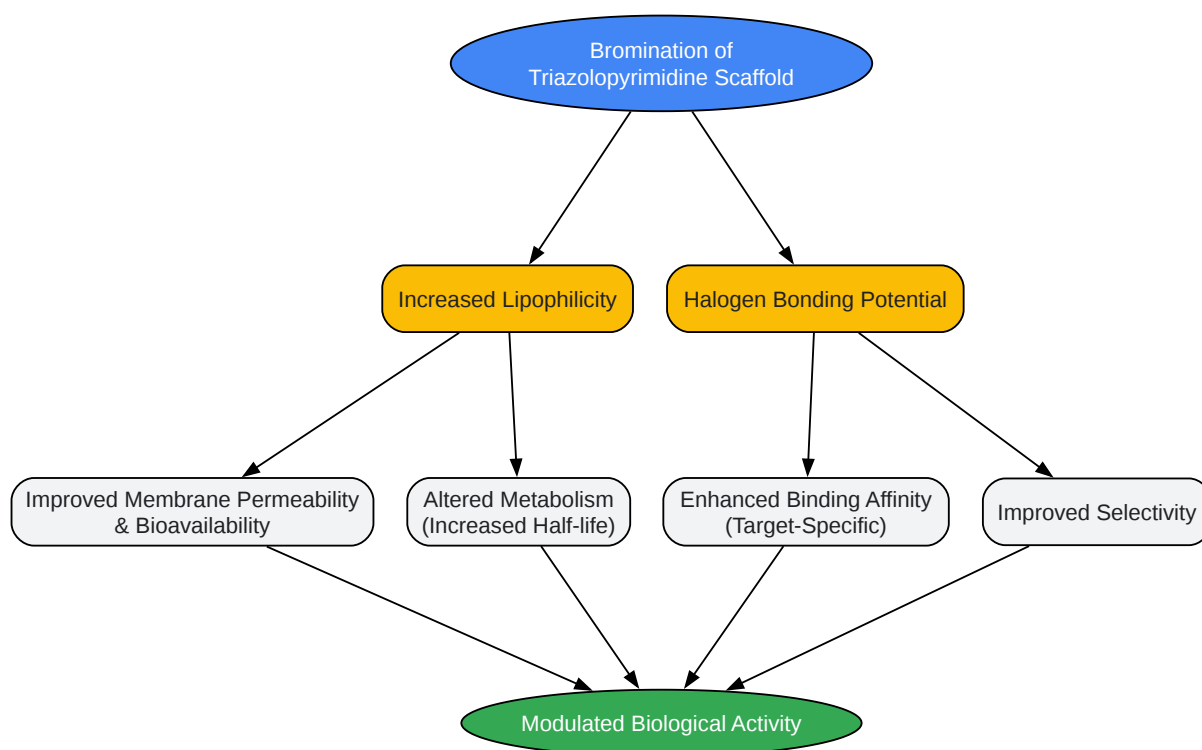 Bromination of
Triazolopyrimidine Scaffold
Increased Lipophilicity
Halogen Bonding Potential
Improved Membrane Permeability
& Bioavailability
Altered Metabolism
(Increased Half-life)
Enhanced Binding Affinity
(Target-Specific)
Improved Selectivity
Modulated Biological Activity